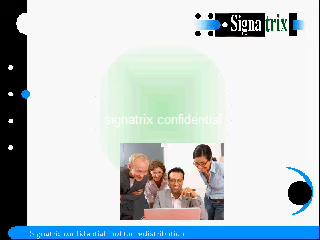 Signatrix
signatrix confidential
Signatrix confidential not for redistribution